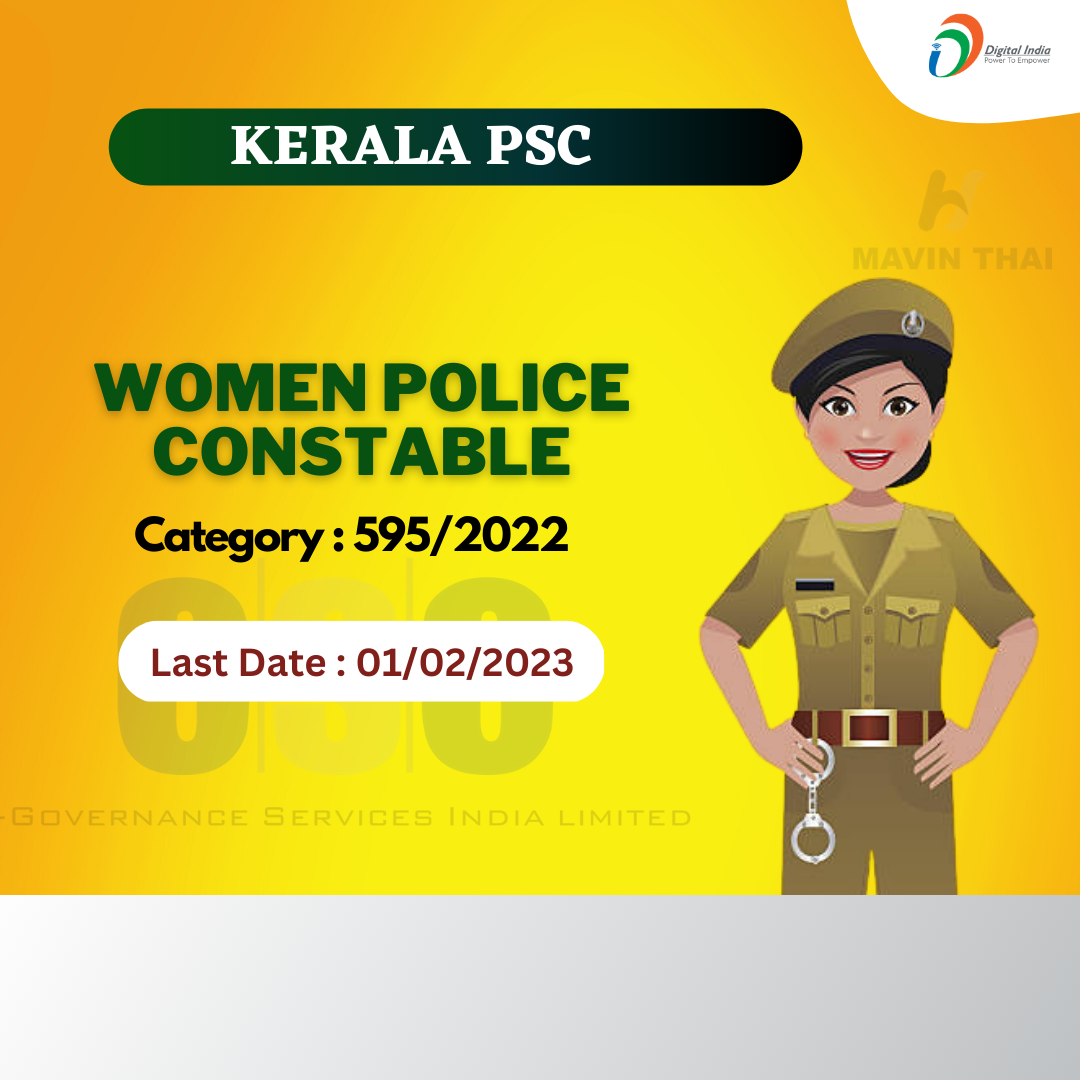 Digital India
Power To Empower
KERALA PSC
MAVIN THAI
WOMEN POLICE
CONSTABLE
Category : 595/2022
Last Date : 01/02/2023
-GOVERNANCE SERVICES INDIA LIMITED